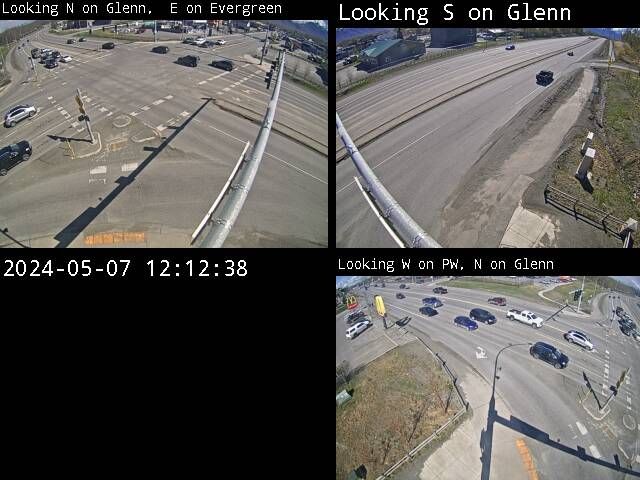 Looking N on Glenn,  E on Evergreen
Looking S on Glenn
2024-05-07 12:12:38
Looking W on PW, N on Glenn